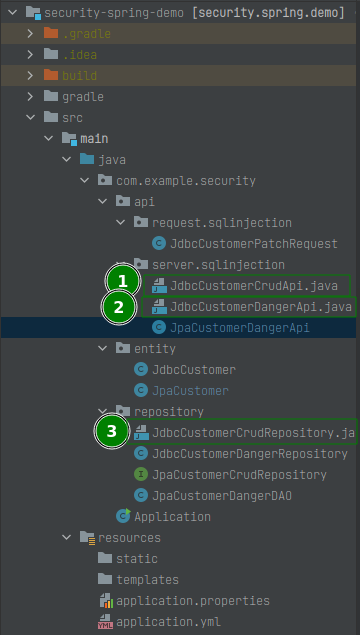 security-spring-demo [security.spring.demo]
.gradle
.idea
build
gradle
src
main
java
com.example.security
api
request.sqlinjection
JdbcCustomerPatchRequest
server.sqlinjection
1 JdbcCustomerCrudApi.java
2 JdbcCustomerDangerApi.java
JpaCustomerDangerApi
entity
JdbcCustomer
JpaCustomer
repository
3 JdbcCustomerCrudRepository.ja
JdbcCustomerDangerRepository
JpaCustomerCrudRepository
JpaCustomerDangerDAO
Application
resources
static
templates
application.properties
application.yml